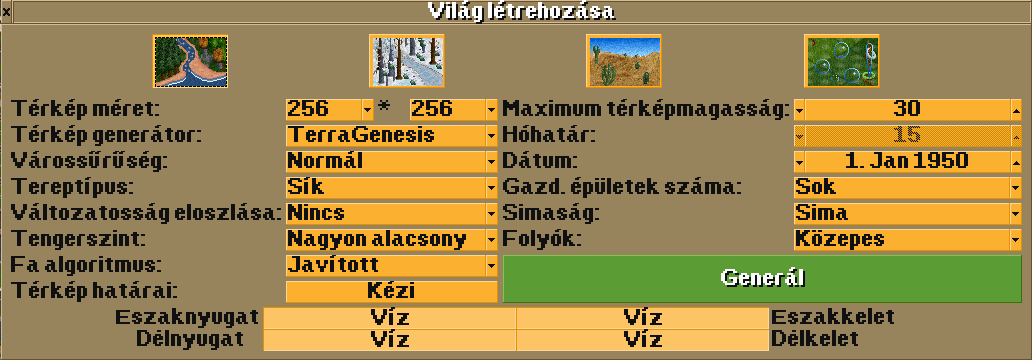 Világ létrehozása
Térkép méret: 256 * 256 Maximum térképmagasság: 30
Térkép generátor: TerraGenesis Hóhatár: 15
Várossűrűség: Normál Dátum: 1. Jan 1950
Tereptípus: Sík Gazd. épületek száma: Sok
Változatosság eloszlása: Nincs Simaság: Sima
Tengerszint: Nagyon alacsony Folyók: Közepes
Fa algoritmus: Javított
Generál
Térkép határai: Kézi
Eszaknyugat Víz Víz Eszakkelet
Délnyugat Víz Víz Délkelet